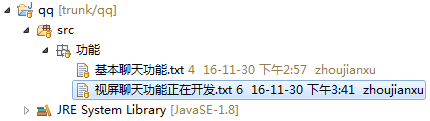 qq [trunk/qq]
src
功能
基本聊天功能.txt 4 16-11-30 下午2:57 zhoujianxu
视屏聊天功能正在开发.txt 6 16-11-30 下午3:41 zhoujianxu
JRE System Library [JavaSE-1.8]